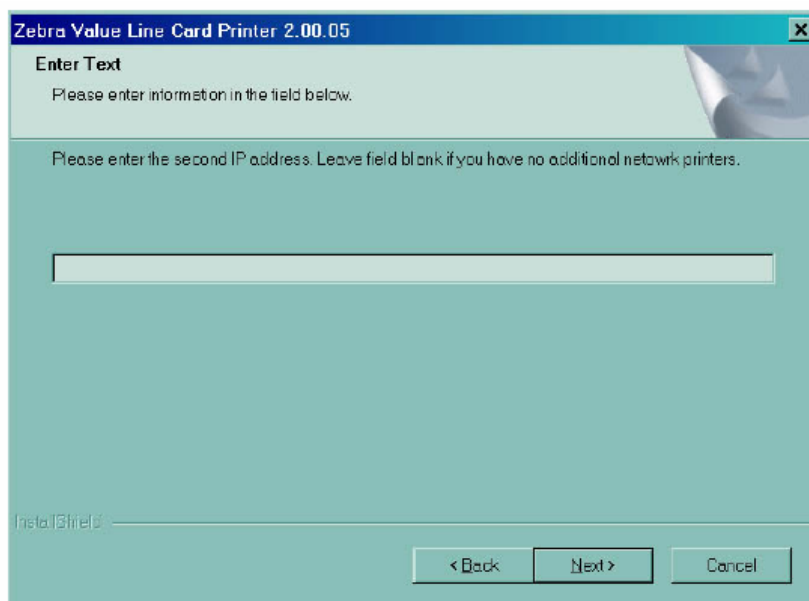 Zebra Value Line Card Printer 2.00.05
Enter Text
Please enter information in the field below.
Please enter the second IP address. Leave field blank if you have no additional netowrk printers.
InstallShield
< Back
Next >
Cancel